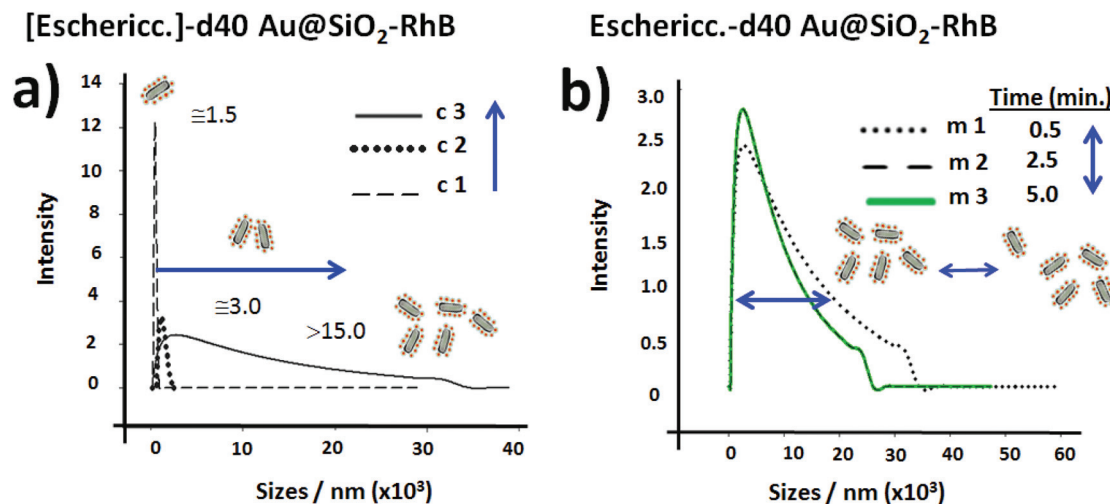 [Eschericc.]-d40 Au@SiO₂-RhB
a)
14
12
10
8
6
4
2
0
Intensity
≅1.5
≅3.0
>15.0
c 3
c 2
c 1
0 10 20 30 40
Sizes / nm (x10³)
Eschericc.-d40 Au@SiO₂-RhB
b)
3.0
2.5
2.0
1.5
1.0
0.5
0
Intensity
Time (min.)
m 1 0.5
m 2 2.5
m 3 5.0
0 10 20 30 40 50 60
Sizes / nm (x10³)